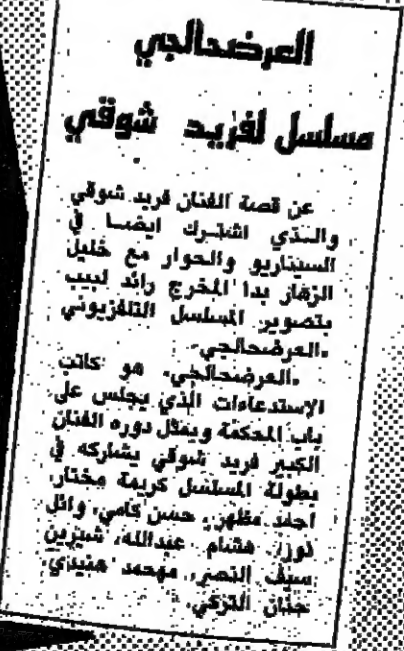 العرضحالجي
مسلسل لفريد شوقي
عن قصة الفنان فريد شوقي
والذي اشترك ايضا في
السيناريو والحوار مع خليل
الزهار بدا المخرج رائد لبيب
بتصوير المسلسل التلفزيوني
«العرضحالجي».
«العرضحالجي» هو كاتب
الإستدعاءات الذي يجلس على
باب المحكمة ويمثل دوره الفنان
الكبير فريد شوقي يشاركه في
بطولة المسلسل كريمة مختار،
احمد مظهر، حسن كامي، وائل
نور، هشام عبدالله، شيرين
سيف النصر، محمد هنيدي،
حنان التركي.